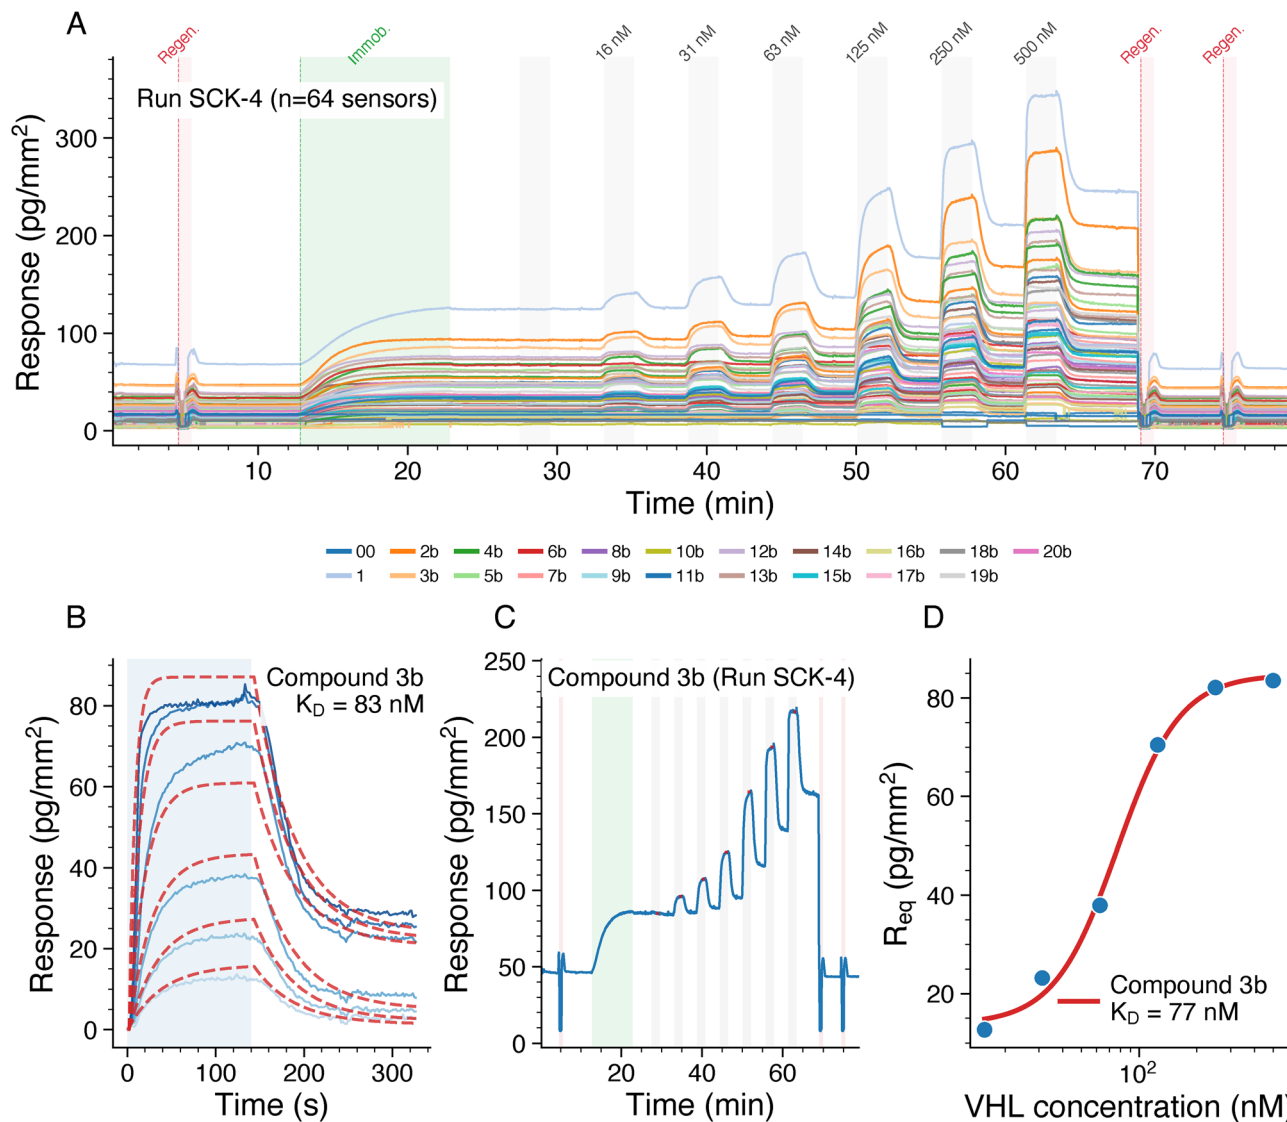 A
Regen.
Immob.
16 nM
31 nM
63 nM
125 nM
250 nM
500 nM
Regen.
Regen.
Run SCK-4 (n=64 sensors)
Response (pg/mm²)
300
200
100
0
10
20
30
40
50
60
70
Time (min)
00 2b 4b 6b 8b 10b 12b 14b 16b 18b 20b
1 3b 5b 7b 9b 11b 13b 15b 17b 19b
B
Compound 3b
K_D = 83 nM
Response (pg/mm²)
80
60
40
20
0
0
100
200
300
Time (s)
C
Compound 3b (Run SCK-4)
Response (pg/mm²)
250
200
150
100
50
0
20
40
60
Time (min)
D
R_eq (pg/mm²)
80
60
40
20
Compound 3b
K_D = 77 nM
10²
VHL concentration (nM)